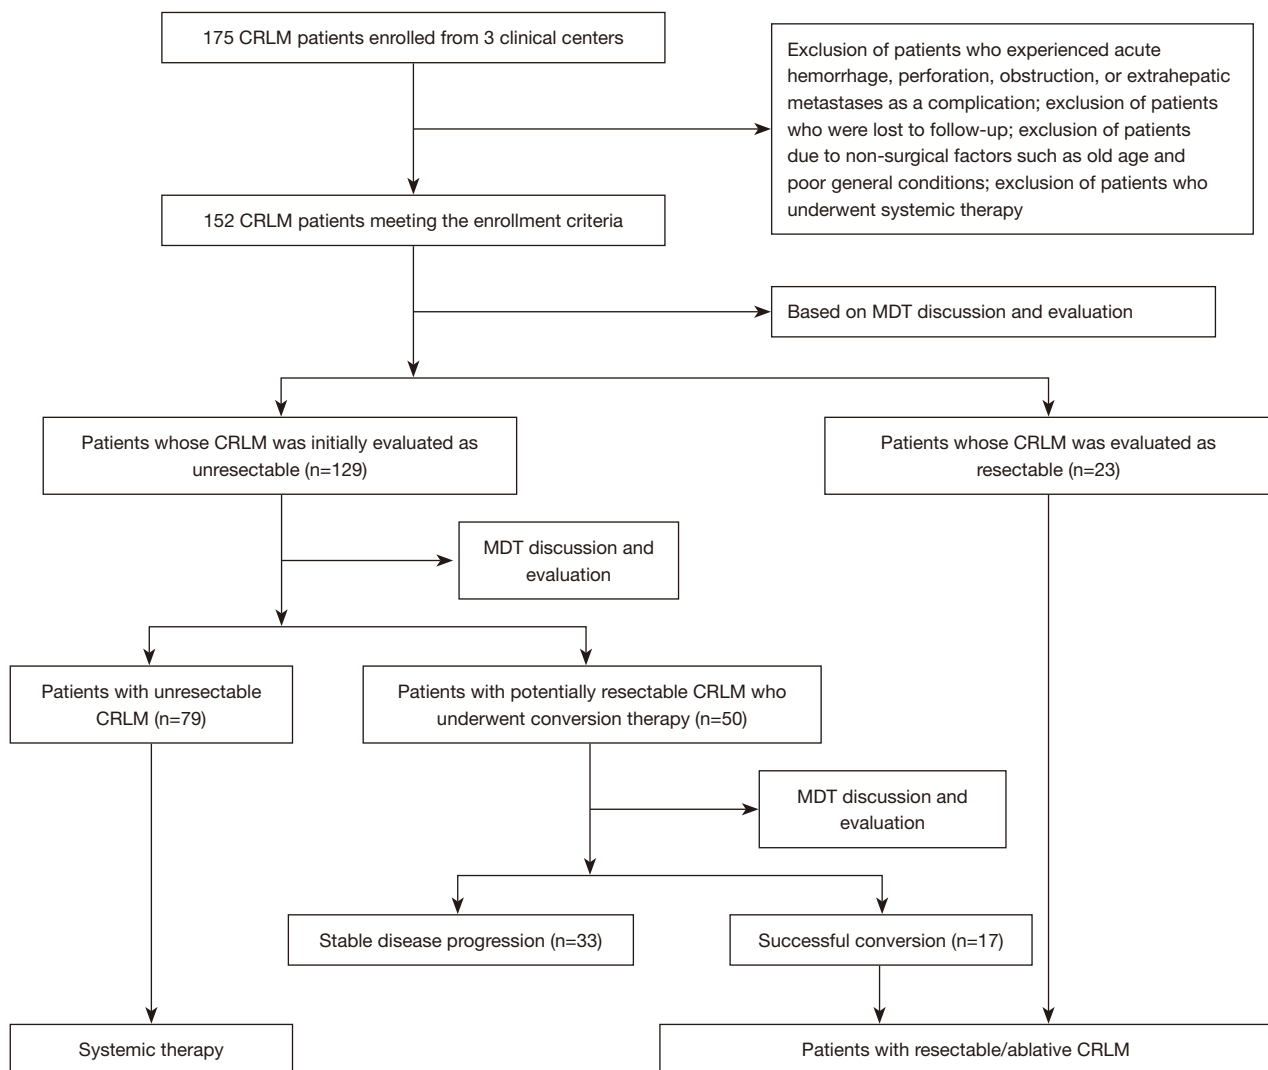 175 CRLM patients enrolled from 3 clinical centers
Exclusion of patients who experienced acute
hemorrhage, perforation, obstruction, or extrahepatic
metastases as a complication; exclusion of patients
who were lost to follow-up; exclusion of patients
due to non-surgical factors such as old age and
poor general conditions; exclusion of patients who
underwent systemic therapy
152 CRLM patients meeting the enrollment criteria
Based on MDT discussion and evaluation
Patients whose CRLM was initially evaluated as
unresectable (n=129)
Patients whose CRLM was evaluated as
resectable (n=23)
MDT discussion and
evaluation
Patients with unresectable
CRLM (n=79)
Patients with potentially resectable CRLM who
underwent conversion therapy (n=50)
MDT discussion and
evaluation
Stable disease progression (n=33)
Successful conversion (n=17)
Systemic therapy
Patients with resectable/ablative CRLM